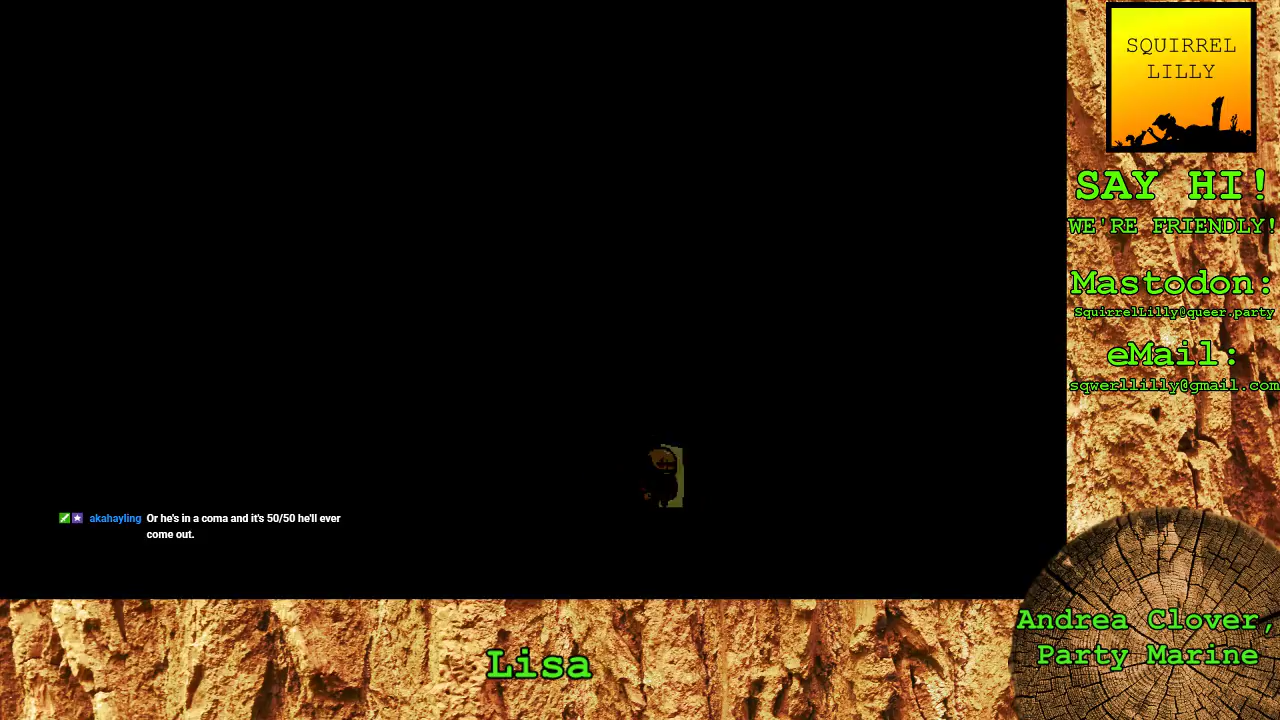 SQUIRREL
LILLY
SAY HI!
WE'RE FRIENDLY!
Mastodon:
SquirrelLilly@queer.party
eMail:
sqwerllilly@gmail.com
akahayling Or he's in a coma and it's 50/50 he'll ever
come out.
Andrea Clover,
Party Marine
Lisa